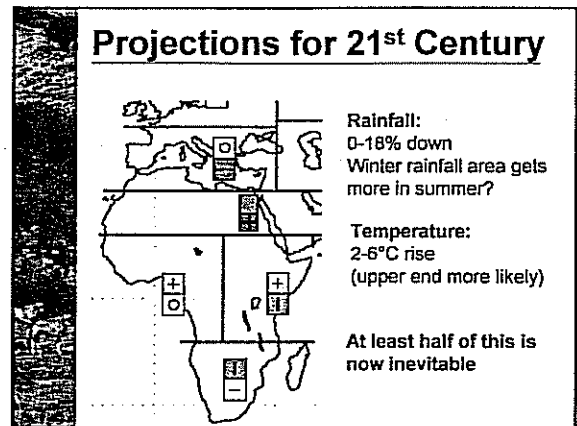 Projections for 21st Century
Rainfall:
0-18% down
Winter rainfall area gets
more in summer?
Temperature:
2-6°C rise
(upper end more likely)
At least half of this is
now inevitable